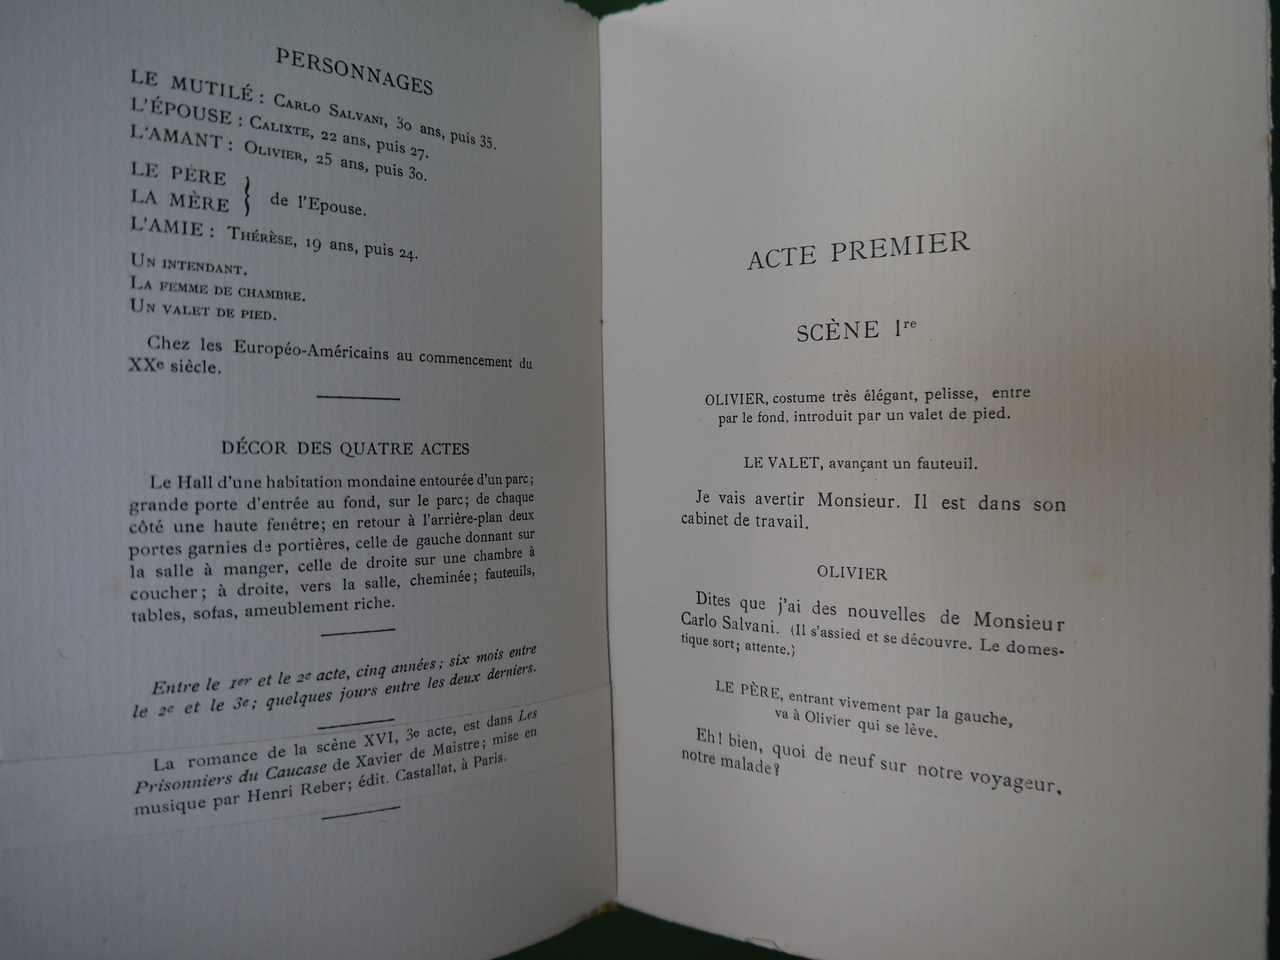 PERSONNAGES
LE MUTILÉ : CARLO SALVANI, 30 ans, puis 35.
L'ÉPOUSE : CALIXTE, 22 ans, puis 27.
L'AMANT : OLIVIER, 25 ans, puis 30.
LE PÈRE
LA MÈRE } de l'Epouse.
L'AMIE : THÉRÈSE, 19 ans, puis 24.
UN INTENDANT.
LA FEMME DE CHAMBRE.
UN VALET DE PIED.
Chez les Européo-Américains au commencement du
XXe siècle.
DÉCOR DES QUATRE ACTES
Le Hall d'une habitation mondaine entourée d'un parc;
grande porte d'entrée au fond, sur le parc; de chaque
côté une haute fenêtre; en retour à l'arrière-plan deux
portes garnies de portières, celle de gauche donnant sur
la salle à manger, celle de droite sur une chambre à
coucher; à droite, vers la salle, cheminée; fauteuils,
tables, sofas, ameublement riche.
Entre le 1er et le 2e acte, cinq années; six mois entre
le 2e et le 3e; quelques jours entre les deux derniers.
La romance de la scène XVI, 3e acte, est dans Les
Prisonniers du Caucase de Xavier de Maistre; mise en
musique par Henri Reber; édit. Castallat, à Paris.
ACTE PREMIER
SCÈNE Ire
OLIVIER, costume très élégant, pelisse, entre
par le fond, introduit par un valet de pied.
LE VALET, avançant un fauteuil.
Je vais avertir Monsieur. Il est dans son
cabinet de travail.
OLIVIER
Dites que j'ai des nouvelles de Monsieur
Carlo Salvani. (Il s'assied et se découvre. Le domes-
tique sort; attente.)
LE PÈRE, entrant vivement par la gauche,
va à Olivier qui se lève.
Eh! bien, quoi de neuf sur notre voyageur,
notre malade?